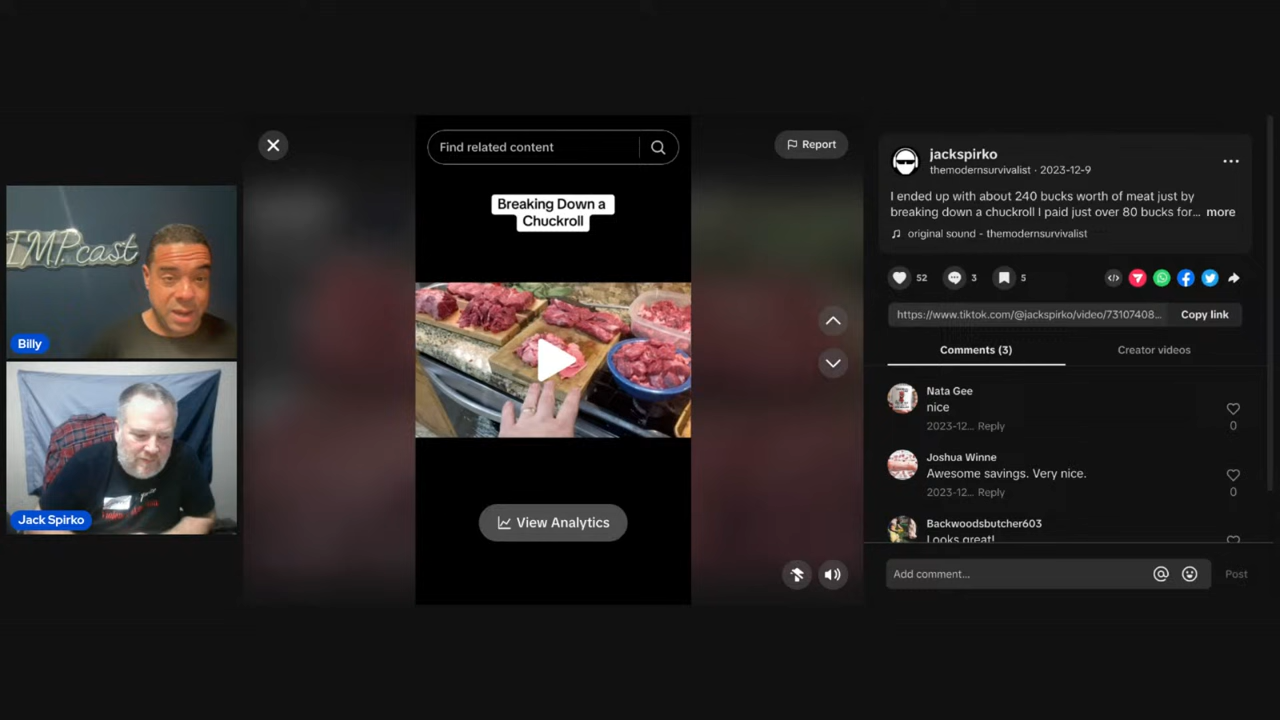 IMP.cast
Billy
Jack Spirko
Find related content
Breaking Down a
Chuckroll
View Analytics
Report
jackspirko
themodernsurvivalist · 2023-12-9
I ended up with about 240 bucks worth of meat just by
breaking down a chuckroll I paid just over 80 bucks for... more
original sound - themodernsurvivalist
52
3
5
https://www.tiktok.com/@jackspirko/video/73107408...
Copy link
Comments (3)
Creator videos
Nata Gee
nice
2023-12... Reply
0
Joshua Winne
Awesome savings. Very nice.
2023-12... Reply
0
Backwoodsbutcher603
Looks great!
Add comment...
Post